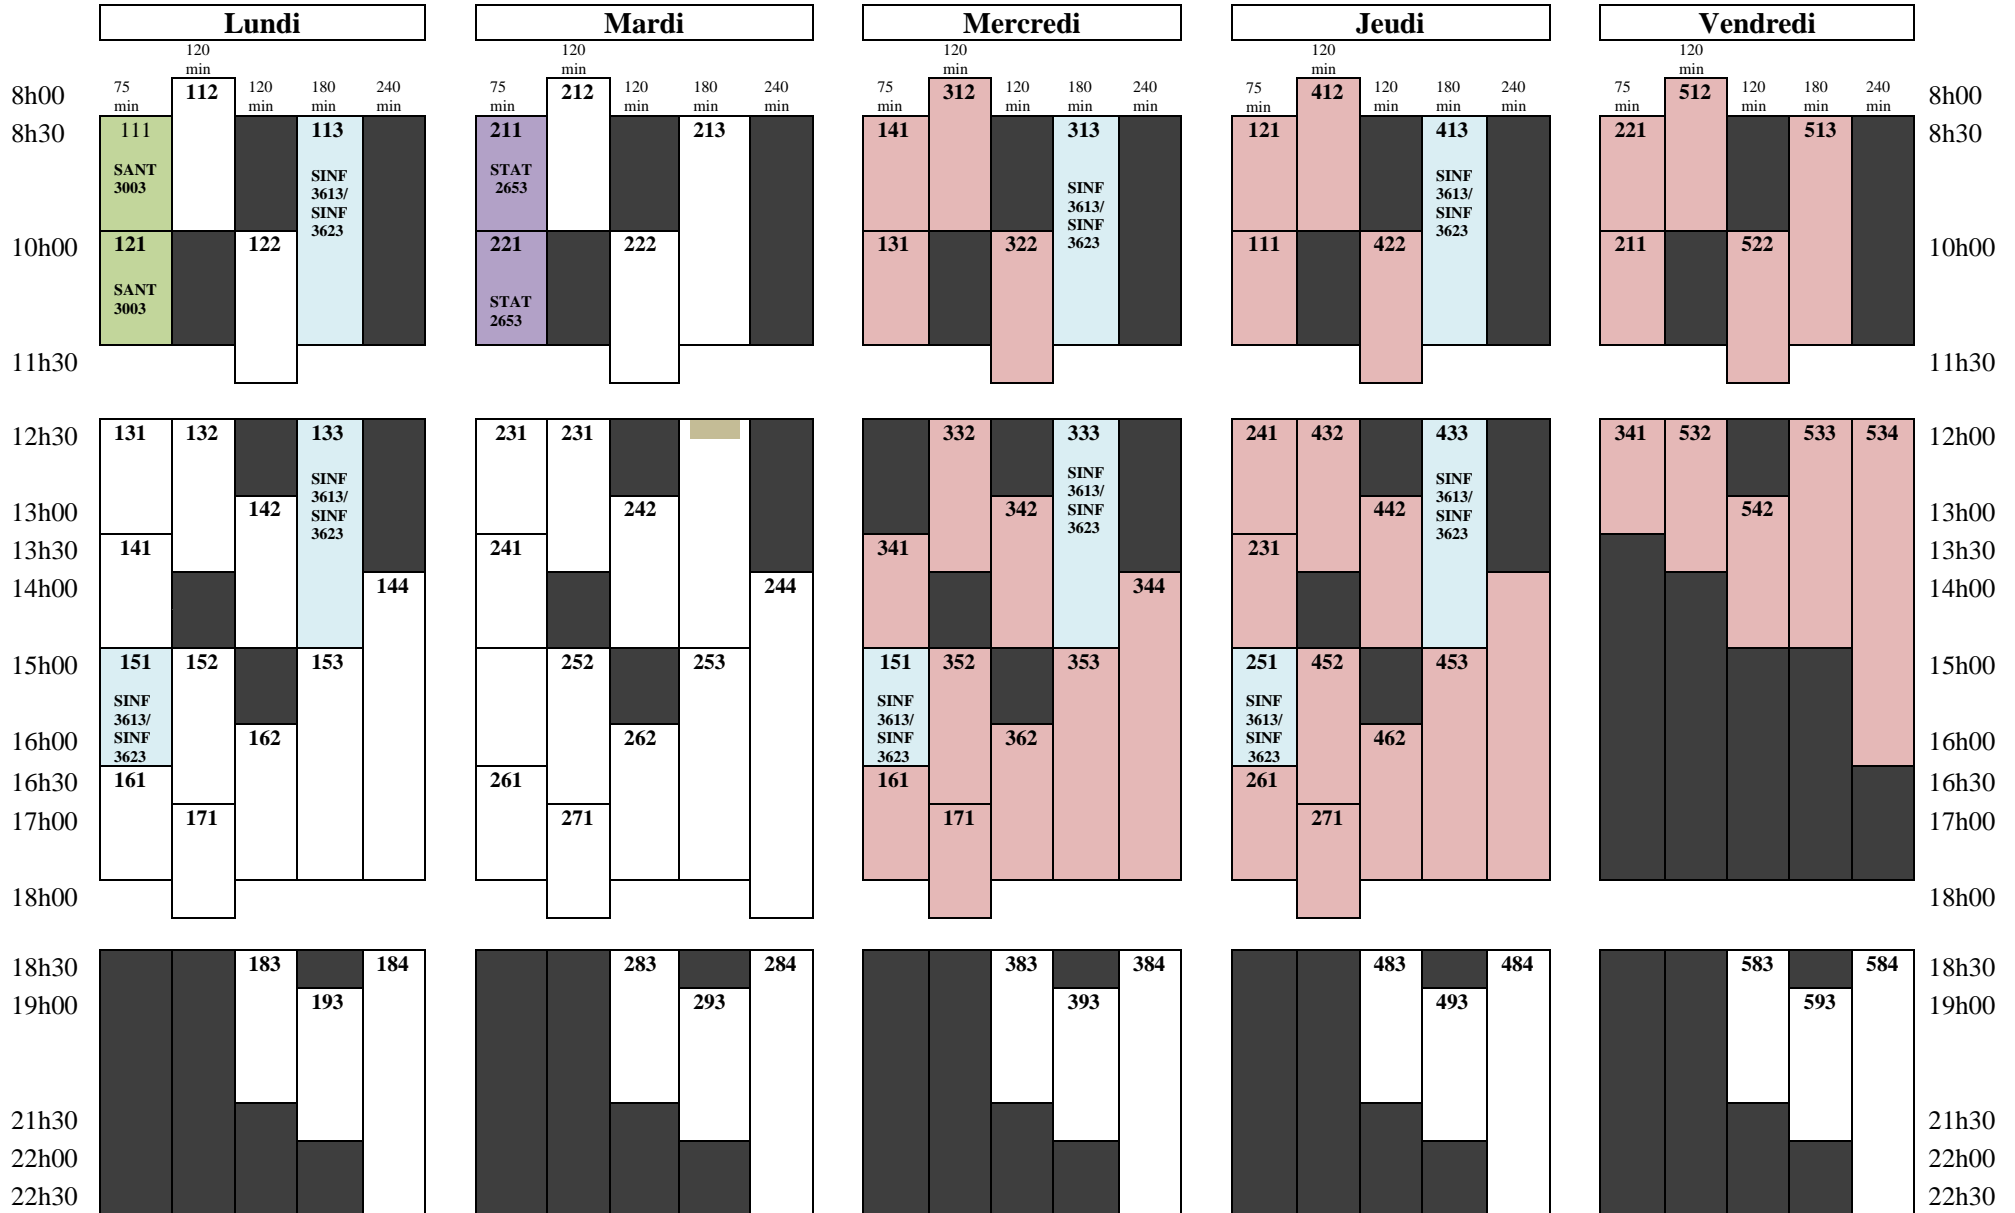 Lundi Mardi Mercredi Jeudi Vendredi
120 120 120 120 120
min min min min min
8h00 75 112 120 180 240 75 212 120 180 240 75 312 120 180 240 75 412 120 180 240 75 512 120 180 240 8h00
min min min min min min min min min min min min min min min min min min min min
8h30 111 113 211 213 141 313 121 413 221 513 8h30
SANT SINF STAT SINF SINF
3003 3613/ 2653 3613/ 3613/
SINF SINF SINF
3623 3623 3623
10h00 121 122 221 222 131 322 111 422 211 522 10h00
SANT STAT
3003 2653
11h30 11h30
12h30 131 132 133 231 231 332 333 241 432 433 341 532 533 534 12h00
SINF SINF SINF
3613/ 3613/ 3613/
SINF SINF SINF
3623 3623 3623
13h00 142 242 342 442 542 13h00
13h30 141 241 341 231 13h30
14h00 144 244 344 14h00
15h00 151 152 153 252 253 151 352 353 251 452 453 15h00
SINF SINF SINF
3613/ 3613/ 3613/
SINF SINF SINF
3623 3623 3623
16h00 162 262 362 462 16h00
16h30 161 261 161 261 16h30
17h00 171 271 171 271 17h00
18h00 18h00
18h30 183 184 283 284 383 384 483 484 583 584 18h30
19h00 193 293 393 493 593 19h00
21h30 21h30
22h00 22h00
22h30 22h30